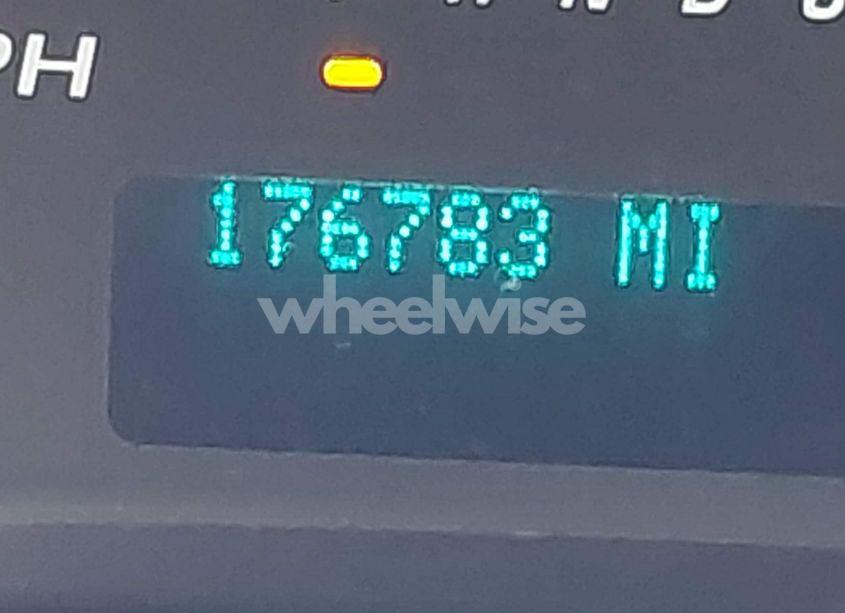 PH
P R N D
176783 MI
wheelwise